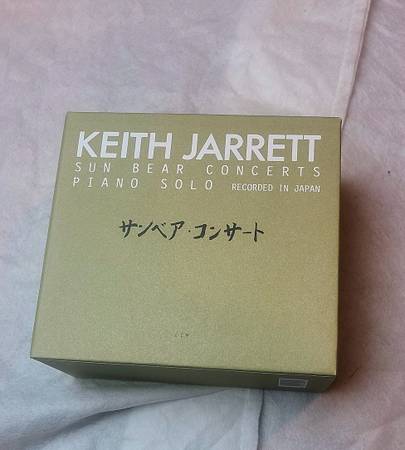 KEITH JARRETT
SUN BEAR CONCERTS
PIANO SOLO RECORDED IN JAPAN
サンベア・コンサート
ECM